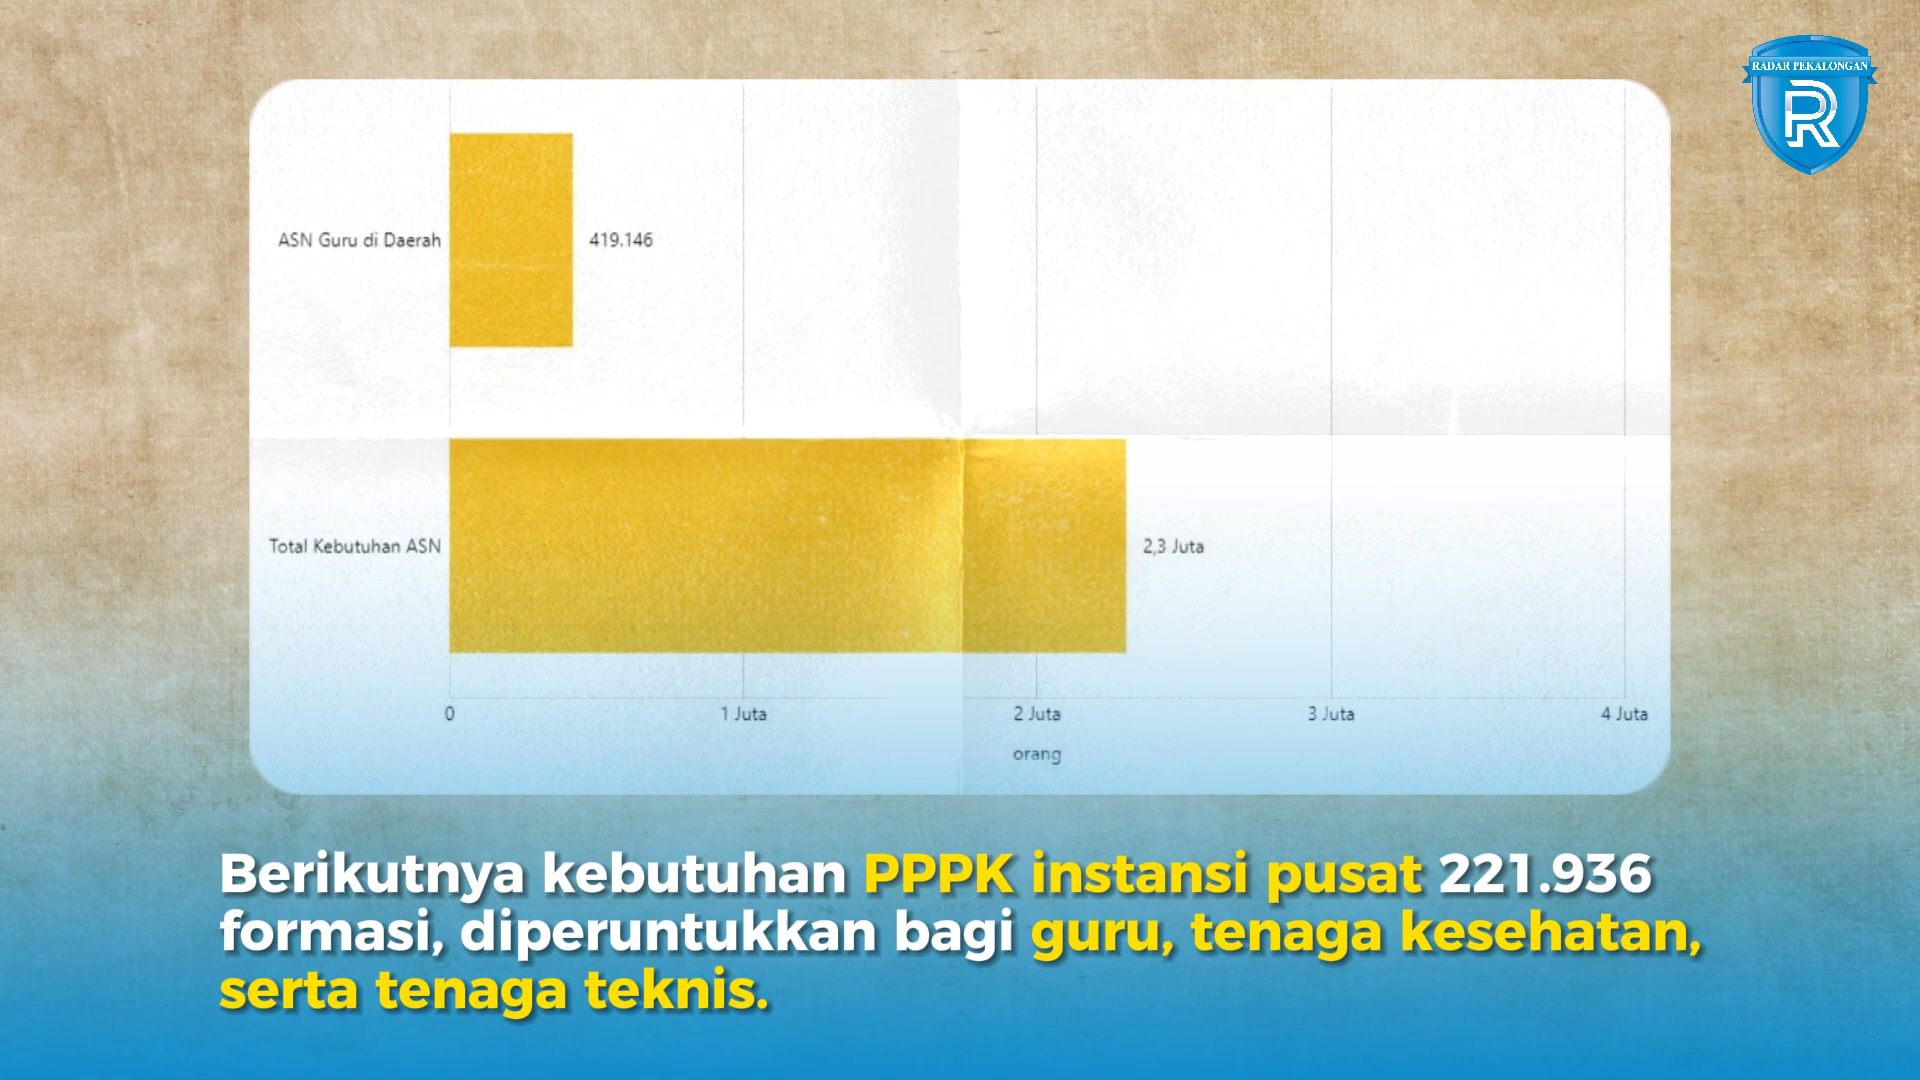 RADAR PEKALONGAN
R
ASN Guru di Daerah
419.146
Total Kebutuhan ASN
2,3 Juta
0
1 Juta
2 Juta
3 Juta
4 Juta
orang
Berikutnya kebutuhan PPPK instansi pusat 221.936
formasi, diperuntukkan bagi guru, tenaga kesehatan,
serta tenaga teknis.